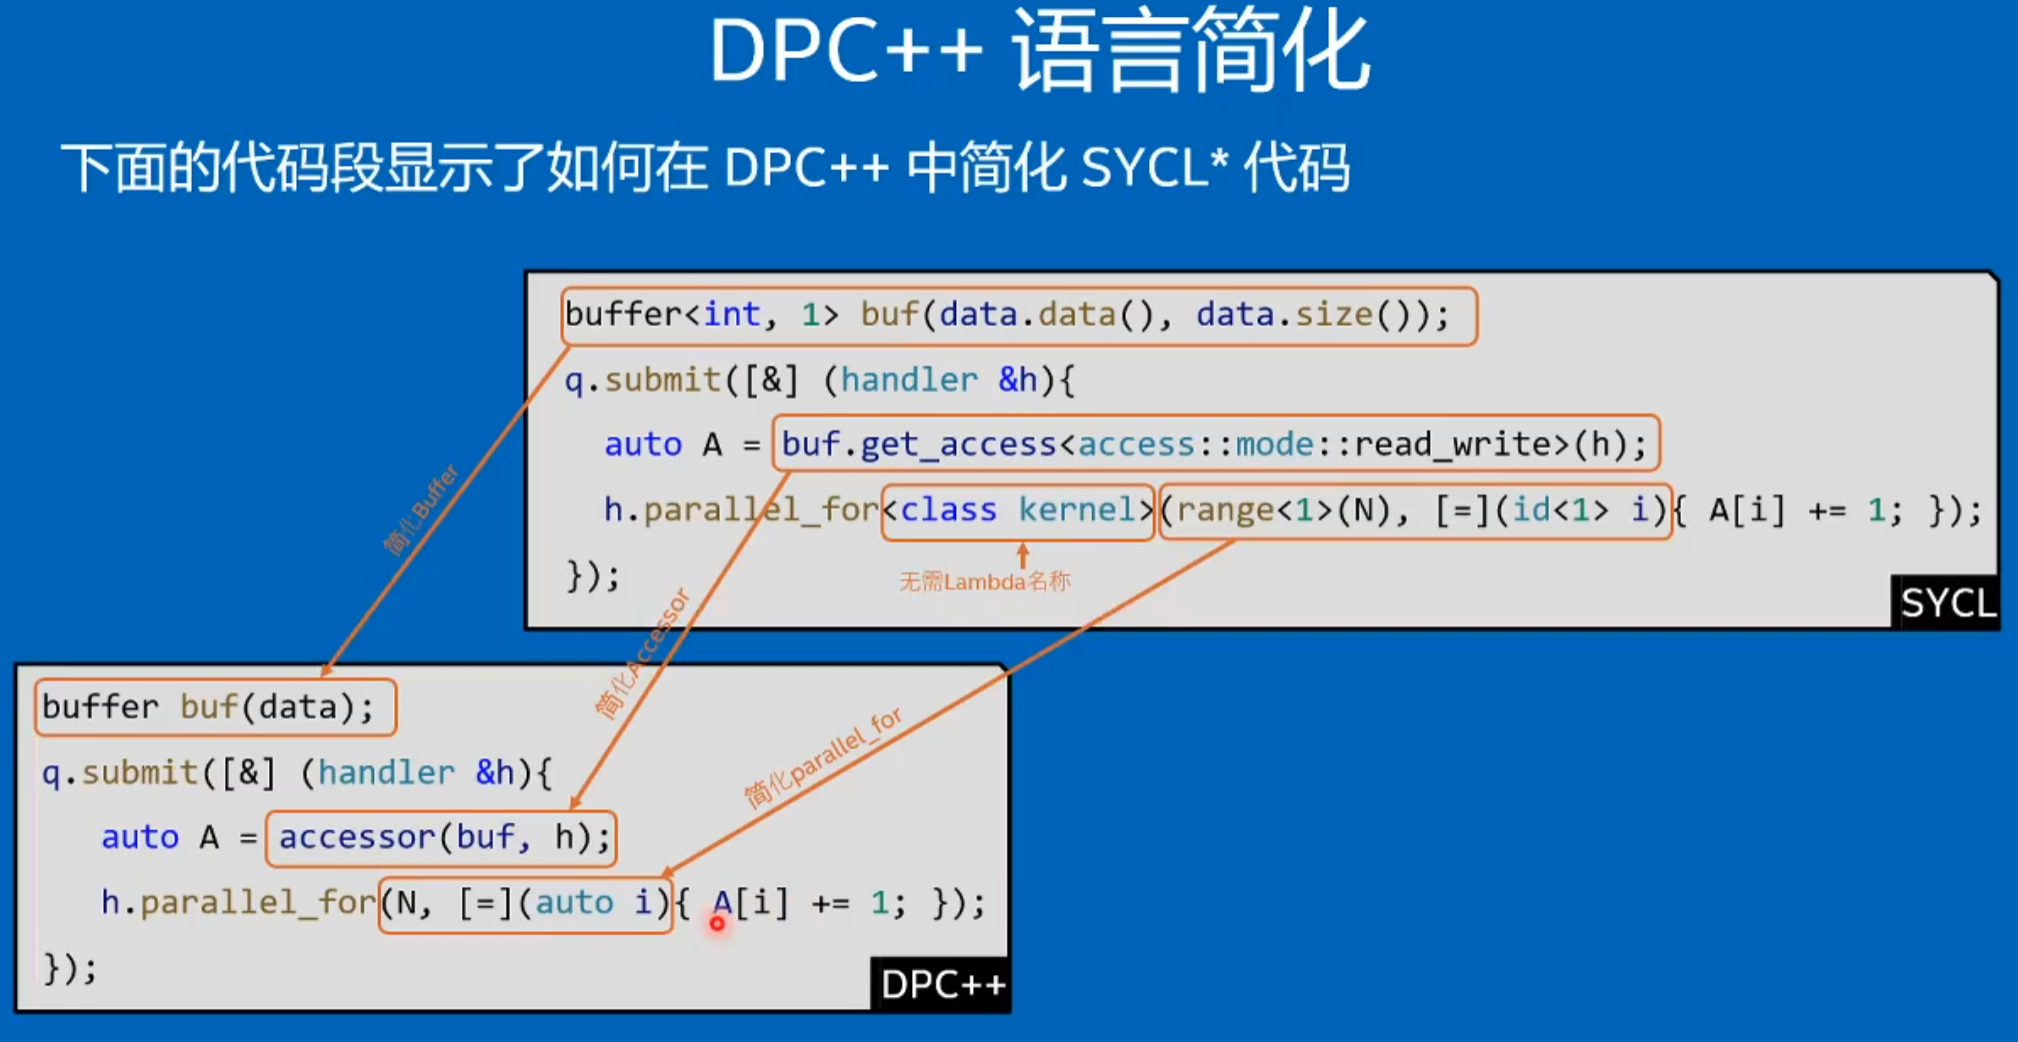 DPC++ 语言简化
下面的代码段显示了如何在 DPC++ 中简化 SYCL* 代码
buffer<int, 1> buf(data.data(), data.size());
q.submit([&] (handler &h){
auto A = buf.get_access<access::mode::read_write>(h);
h.parallel_for<class kernel>(range<1>(N), [=](id<1> i){ A[i] += 1; });
无需Lambda名称
});
SYCL
简化Buffer
简化Accessor
简化parallel_for
buffer buf(data);
q.submit([&] (handler &h){
auto A = accessor(buf, h);
h.parallel_for(N, [=](auto i){ A[i] += 1; });
});
DPC++